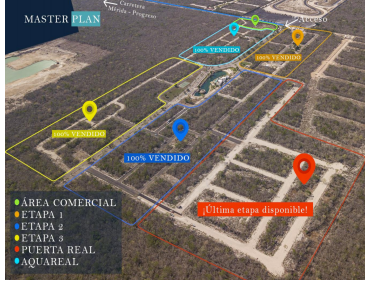 MASTER PLAN
Carretera
Mérida - Progreso
Acceso
100% VENDIDO
100% VENDIDO
100% VENDIDO
100% VENDIDO
¡Última etapa disponible!
ÁREA COMERCIAL
ETAPA 1
ETAPA 2
ETAPA 3
PUERTA REAL
AQUAREAL